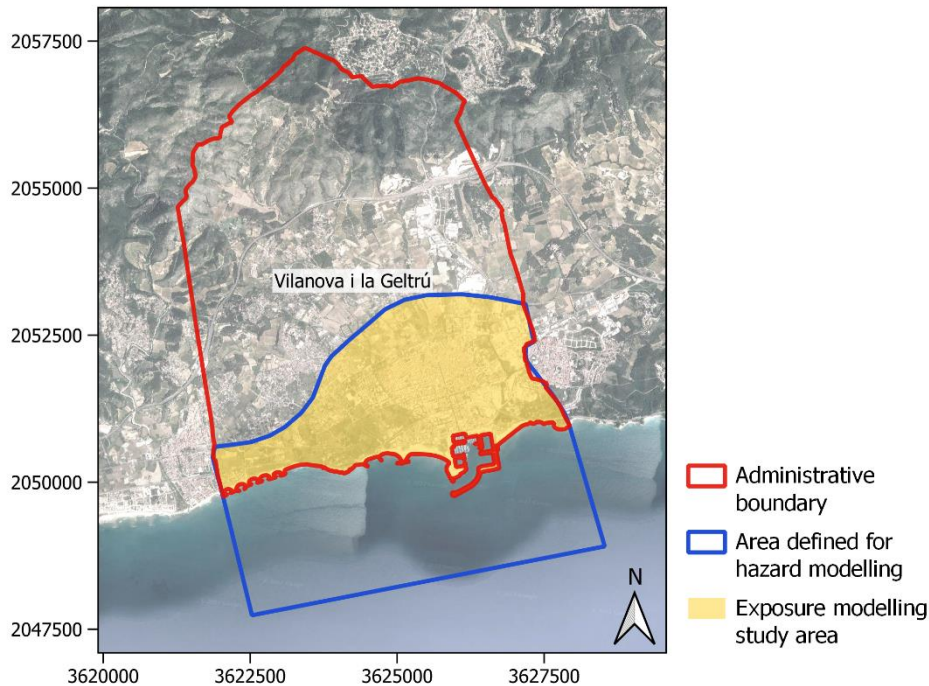 2057500
2055000
2052500
2050000
2047500
3620000
3622500
3625000
3627500
Vilanova i la Geltrú
N
Administrative
boundary
Area defined for
hazard modelling
Exposure modelling
study area